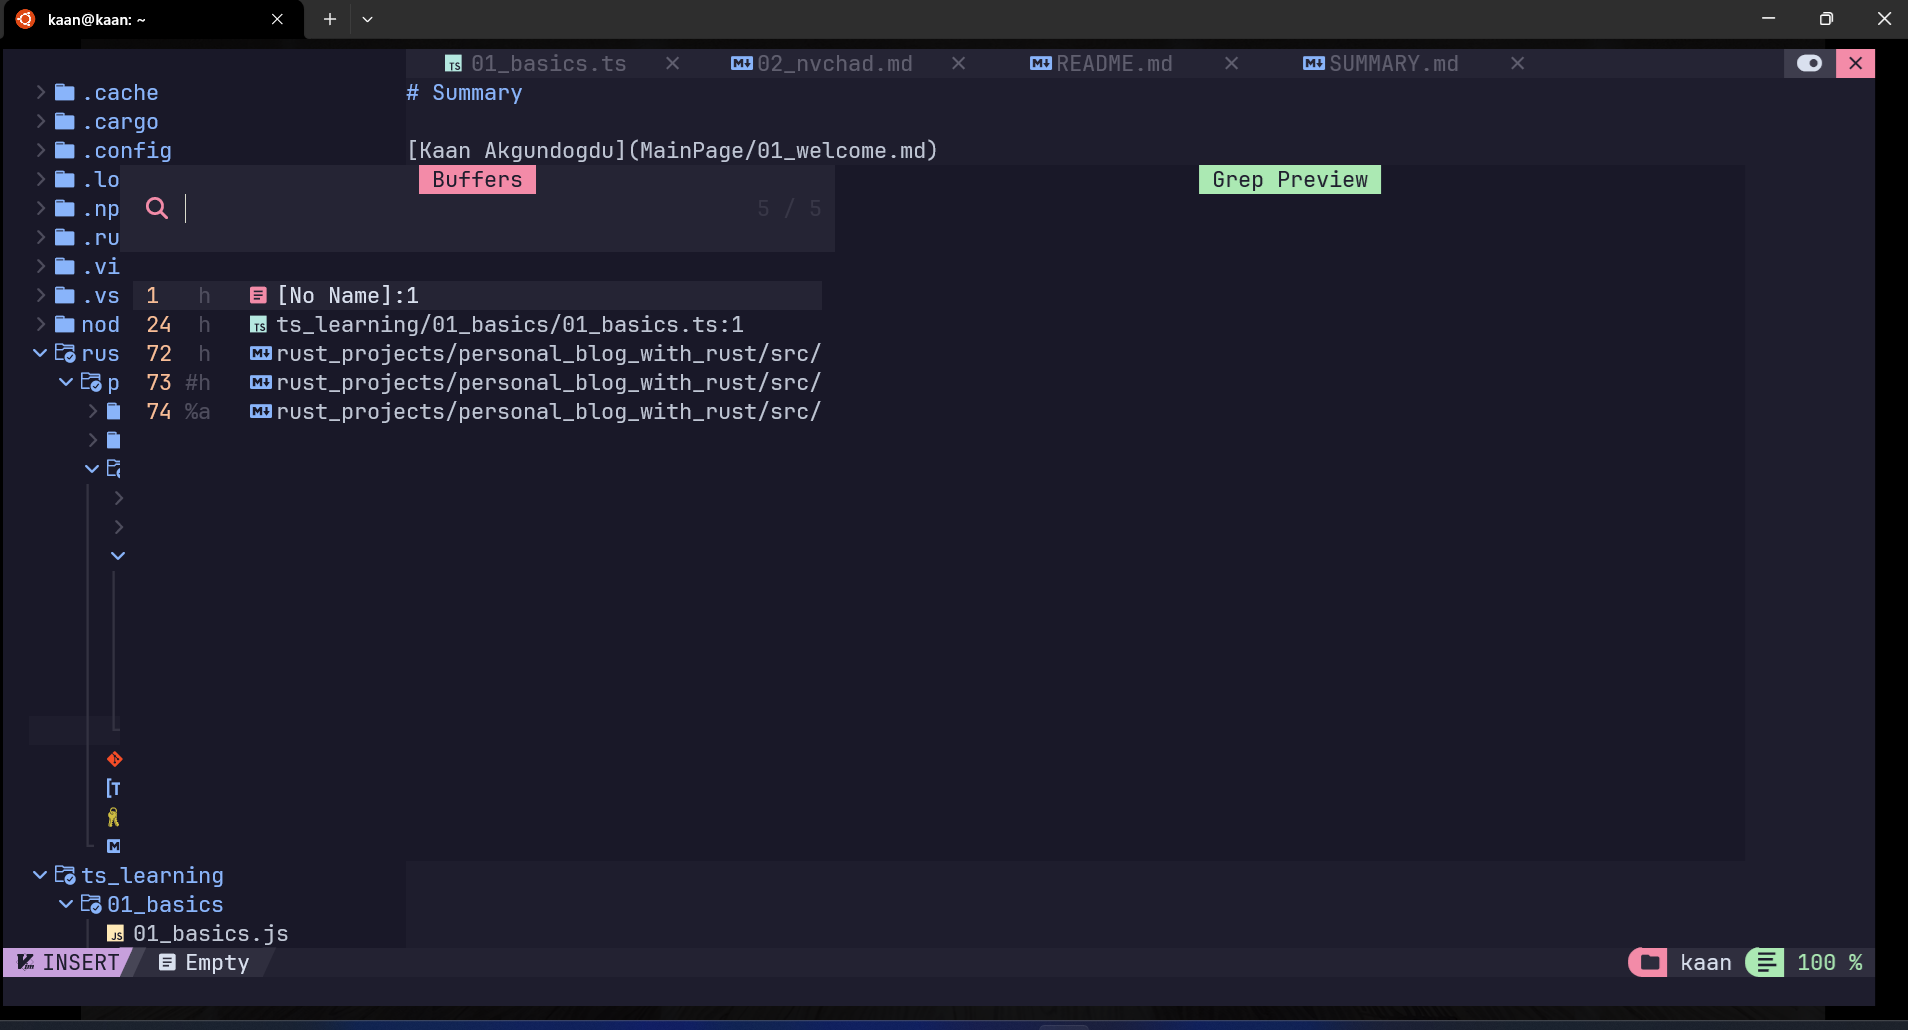 kaan@kaan: ~
01_basics.ts 02_nvchad.md README.md SUMMARY.md
.cache
.cargo
.config
.lo
.np
.ru
.vi
.vs
nod
rus
p
# Summary
[Kaan Akgundogdu](MainPage/01_welcome.md)
Buffers
5 / 5
1 h [No Name]:1
24 h ts_learning/01_basics/01_basics.ts:1
72 h rust_projects/personal_blog_with_rust/src/
73 #h rust_projects/personal_blog_with_rust/src/
74 %a rust_projects/personal_blog_with_rust/src/
Grep Preview
[T
M
ts_learning
01_basics
JS 01_basics.js
INSERT Empty kaan 100 %